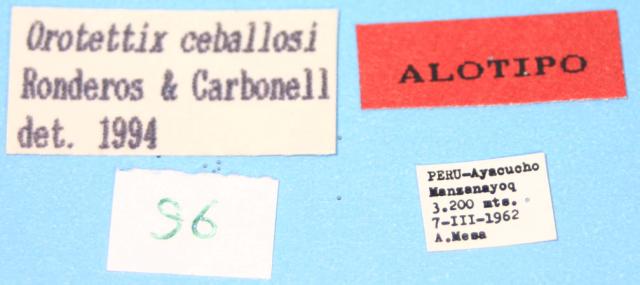 Orotettix ceballosi
Ronderos & Carbonell
det. 1994
ALOTIPO
96
PERU-Ayacucho
Manzanayoq
3.200 mts.
7-III-1962
A.Mesa